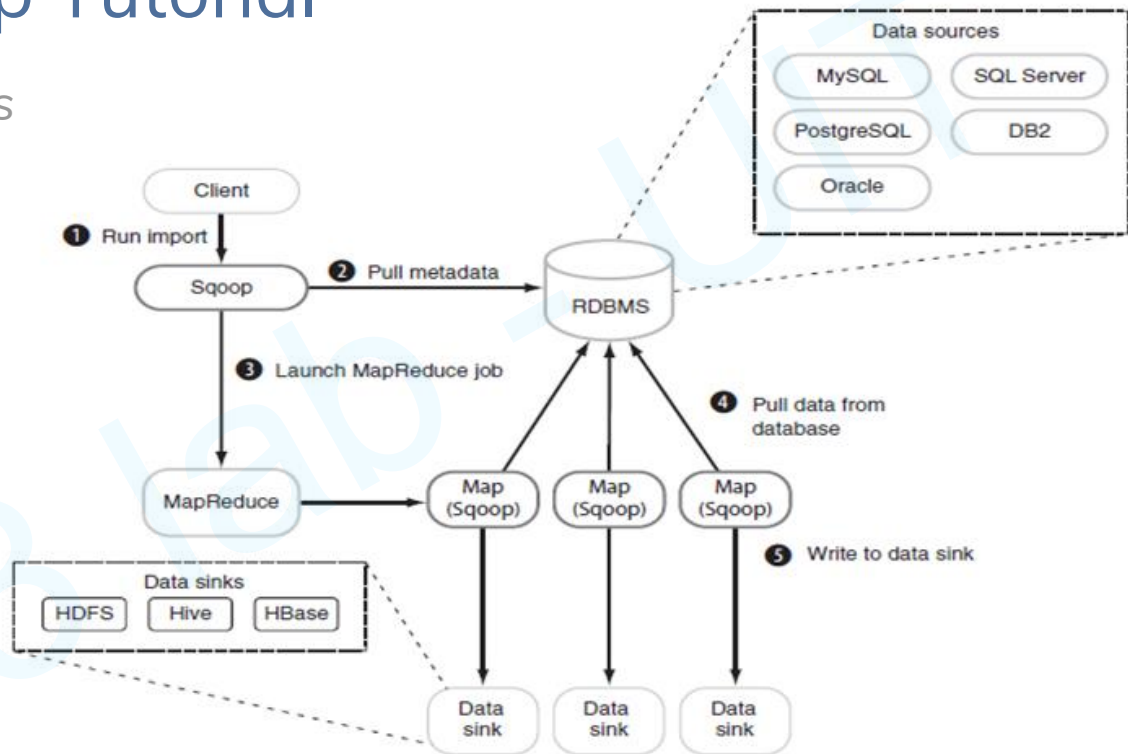 p Tutorial
s
Data sources
MySQL
SQL Server
PostgreSQL
DB2
Oracle
Client
1 Run import
Sqoop
2 Pull metadata
RDBMS
3 Launch MapReduce job
4 Pull data from
database
MapReduce
Map
(Sqoop)
Map
(Sqoop)
Map
(Sqoop)
5 Write to data sink
Data sinks
HDFS
Hive
HBase
Data
sink
Data
sink
Data
sink
lab - UIT